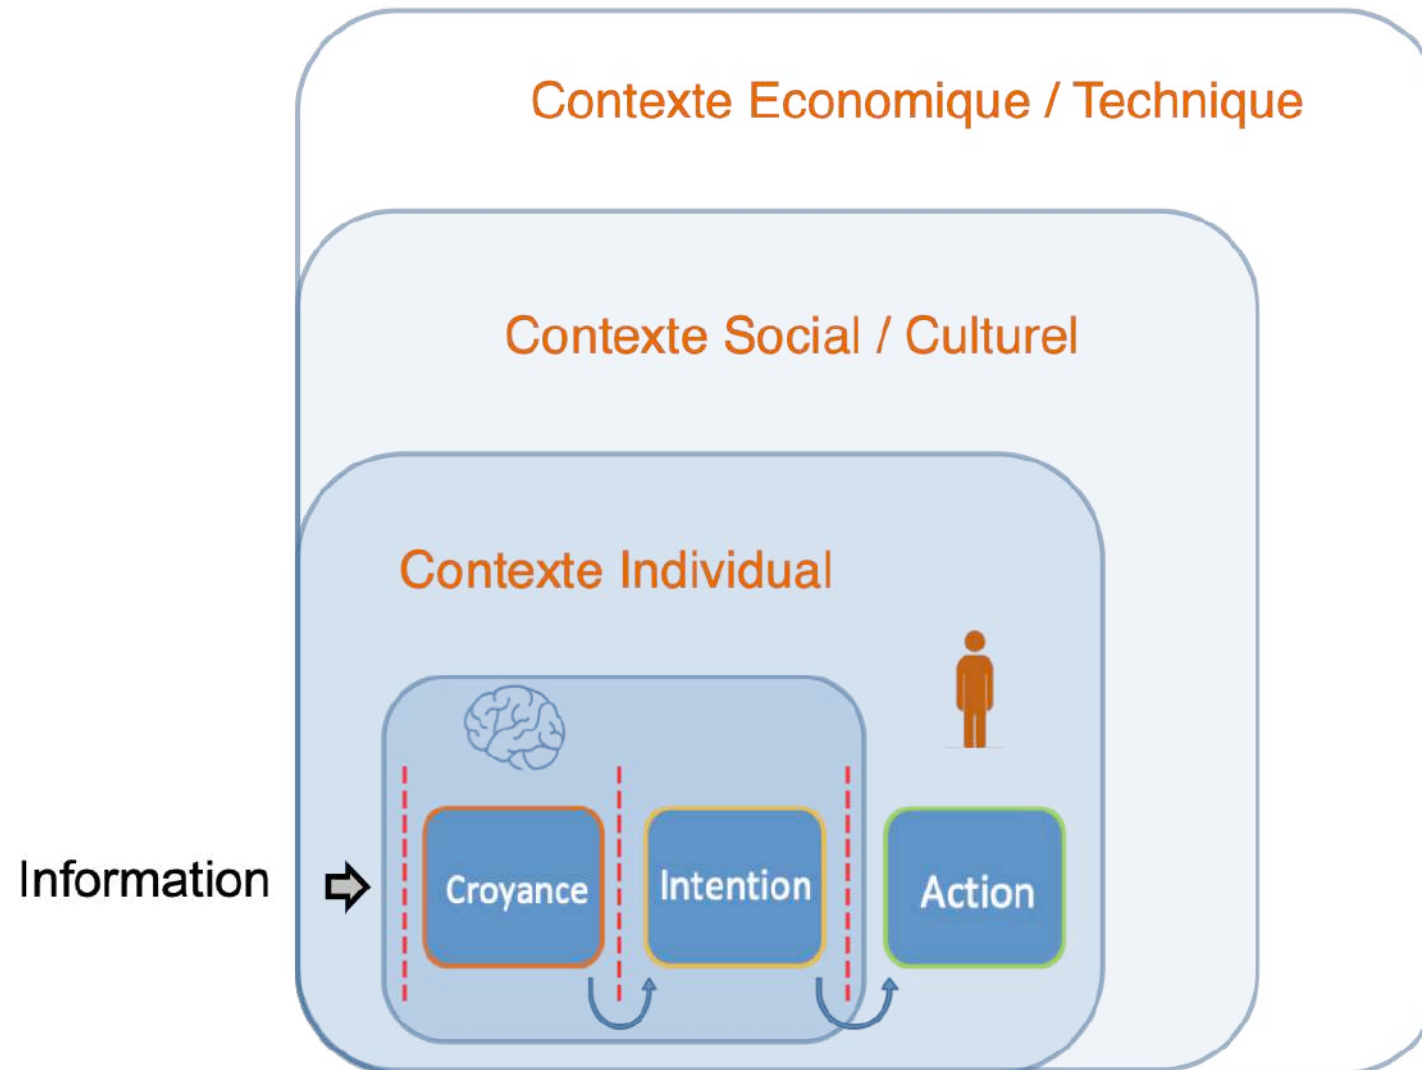 Contexte Economique / Technique
Contexte Social / Culturel
Contexte Individual
Information
Croyance
Intention
Action